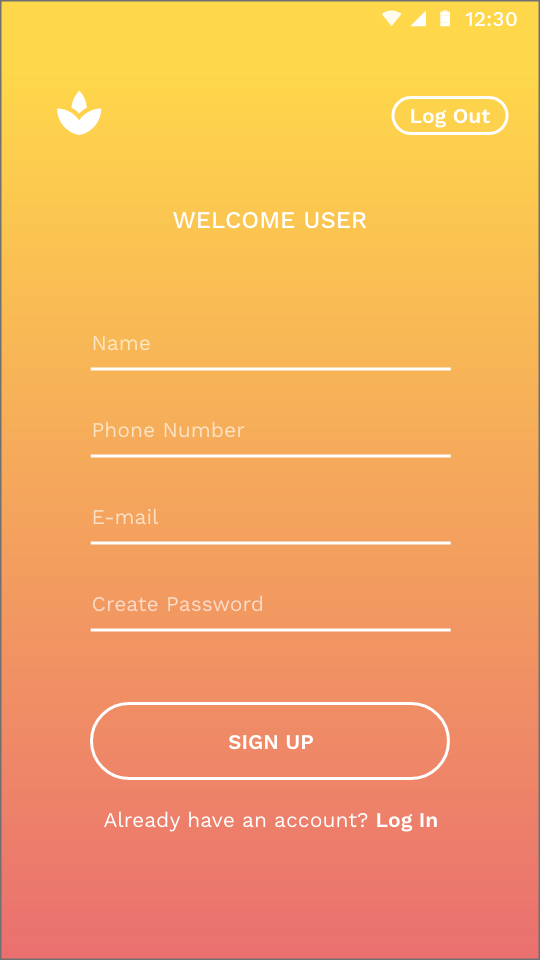 12:30
Log Out
WELCOME USER
Name
Phone Number
E-mail
Create Password
SIGN UP
Already have an account? Log In